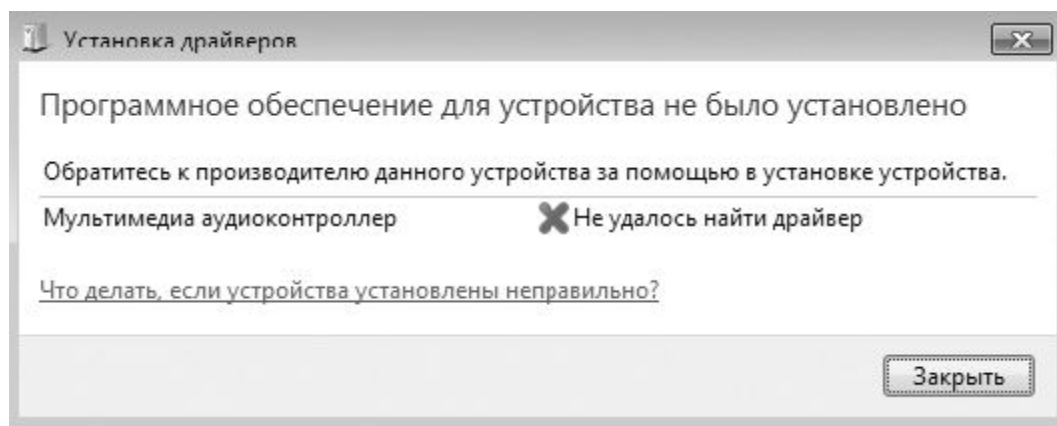 Установка драйверов
Программное обеспечение для устройства не было установлено
Обратитесь к производителю данного устройства за помощью в установке устройства.
Мультимедиа аудиоконтроллер Не удалось найти драйвер
Что делать, если устройства установлены неправильно?
Закрыть